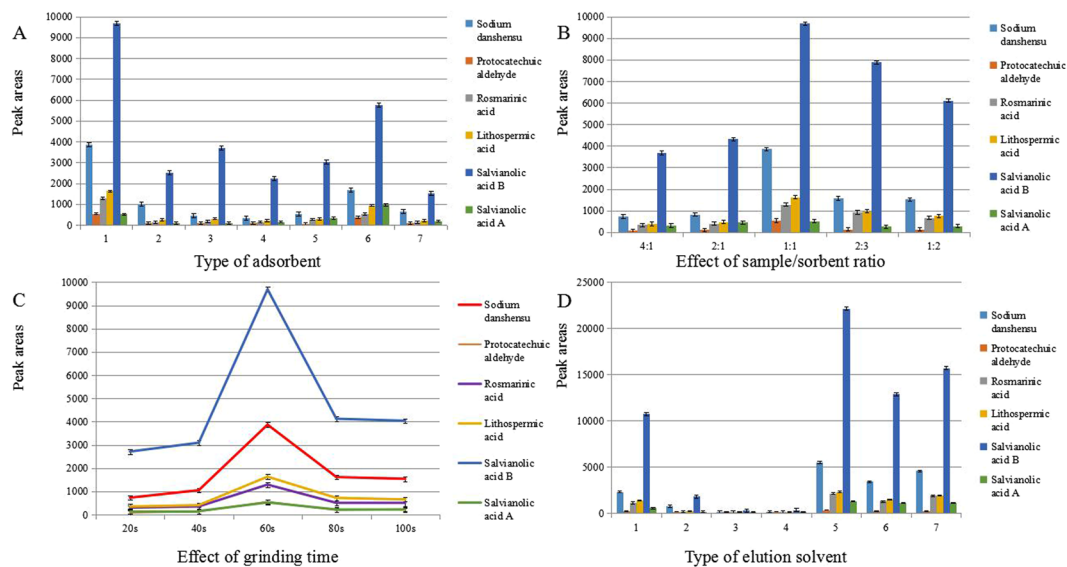 A
Peak areas
10000
9000
8000
7000
6000
5000
4000
3000
2000
1000
0
1 2 3 4 5 6 7
Type of adsorbent
Sodium
danshensu
Protocatechuic
aldehyde
Rosmarinic
acid
Lithospermic
acid
Salvianolic
acid B
Salvianolic
acid A
B
Peak areas
10000
9000
8000
7000
6000
5000
4000
3000
2000
1000
0
4:1 2:1 1:1 2:3 1:2
Effect of sample/sorbent ratio
Sodium
danshensu
Protocatechuic
aldehyde
Rosmarinic
acid
Lithospermic
acid
Salvianolic
acid B
Salvianolic
acid A
C
Peak areas
10000
9000
8000
7000
6000
5000
4000
3000
2000
1000
0
20s 40s 60s 80s 100s
Effect of grinding time
Sodium
danshensu
Protocatechuic
aldehyde
Rosmarinic
acid
Lithospermic
acid
Salvianolic
acid B
Salvianolic
acid A
D
Peak areas
25000
20000
15000
10000
5000
0
1 2 3 4 5 6 7
Type of elution solvent
Sodium
danshensu
Protocatechuic
aldehyde
Rosmarinic
acid
Lithospermic
acid
Salvianolic
acid B
Salvianolic
acid A